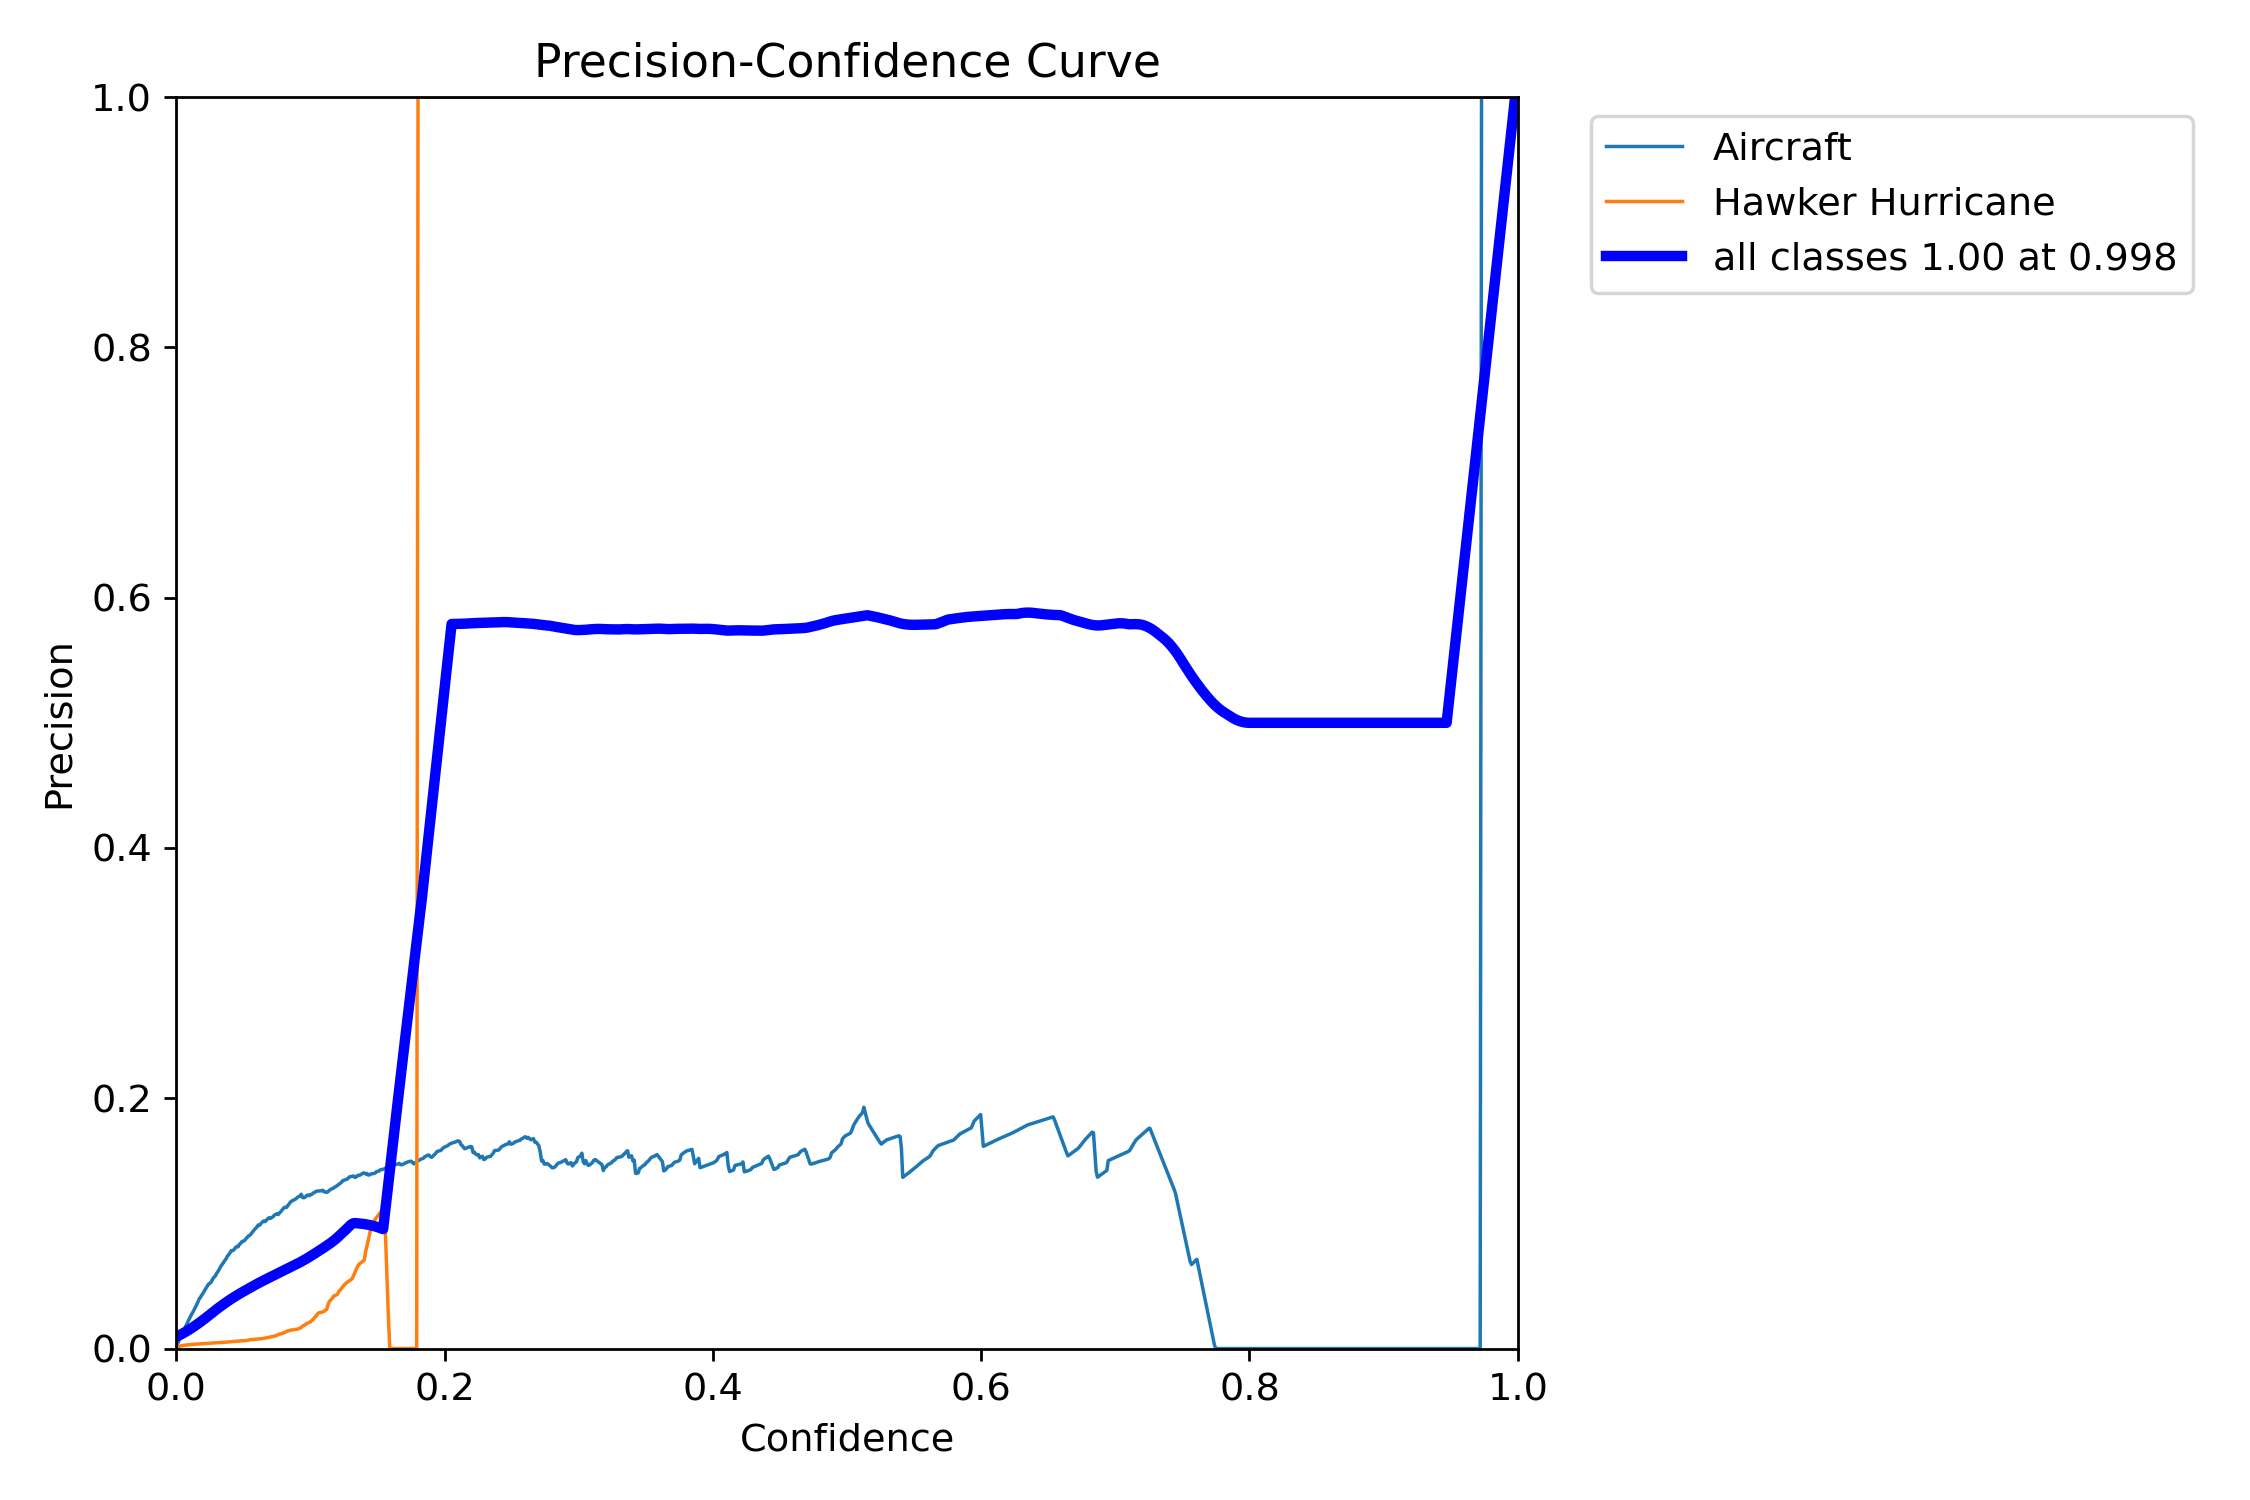 Precision-Confidence Curve
1.0
0.8
0.6
0.4
0.2
0.0
Precision
0.0 0.2 0.4 0.6 0.8 1.0
Confidence
Aircraft
Hawker Hurricane
all classes 1.00 at 0.998